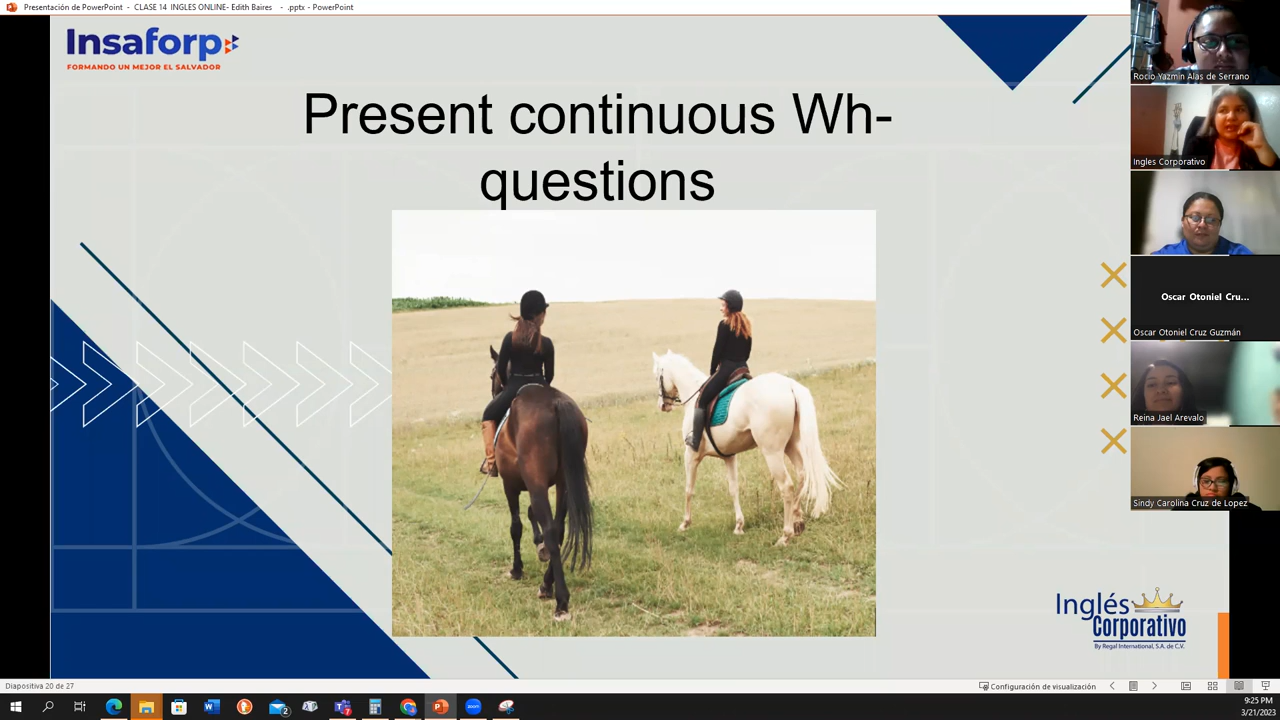 Presentación de PowerPoint - CLASE 14 INGLES ONLINE- Edith Baires - .pptx - PowerPoint
Insaforp
FORMANDO UN MEJOR EL SALVADOR
Present continuous Wh-
questions
Rocío Yazmin Alas de Serrano
Ingles Corporativo
Oscar Otoniel Cru...
Oscar Otoniel Cruz Guzmán
Reina Jael Arevalo
Sindy Carolina Cruz de Lopez
Inglés
Corporativo
By Regal International, S.A. de C.V.
Diapositiva 20 de 27
Configuración de visualización
9:25 PM
3/21/2023